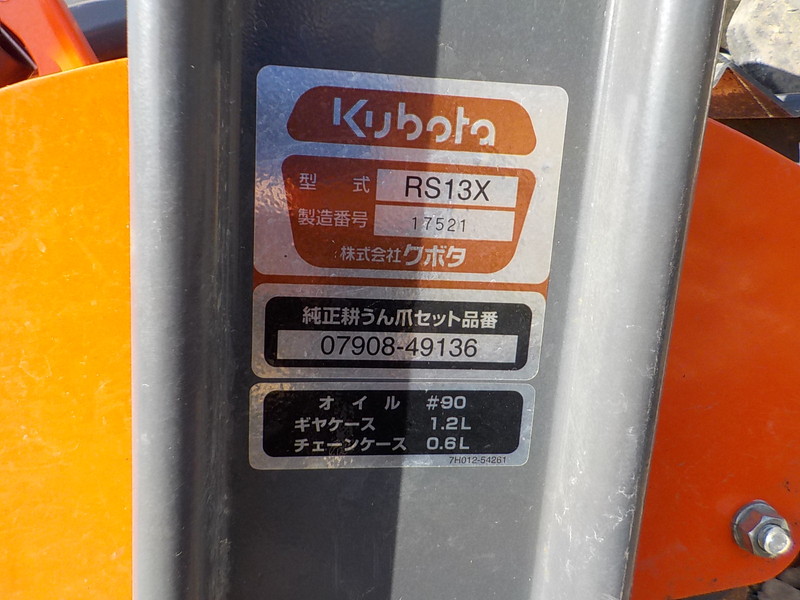 Kubota
型式 RS13X
製造番号 17521
株式会社クボタ
純正耕うん爪セット品番
07908-49136
オイル #90
ギヤケース 1.2L
チェーンケース 0.6L
7H012-54261